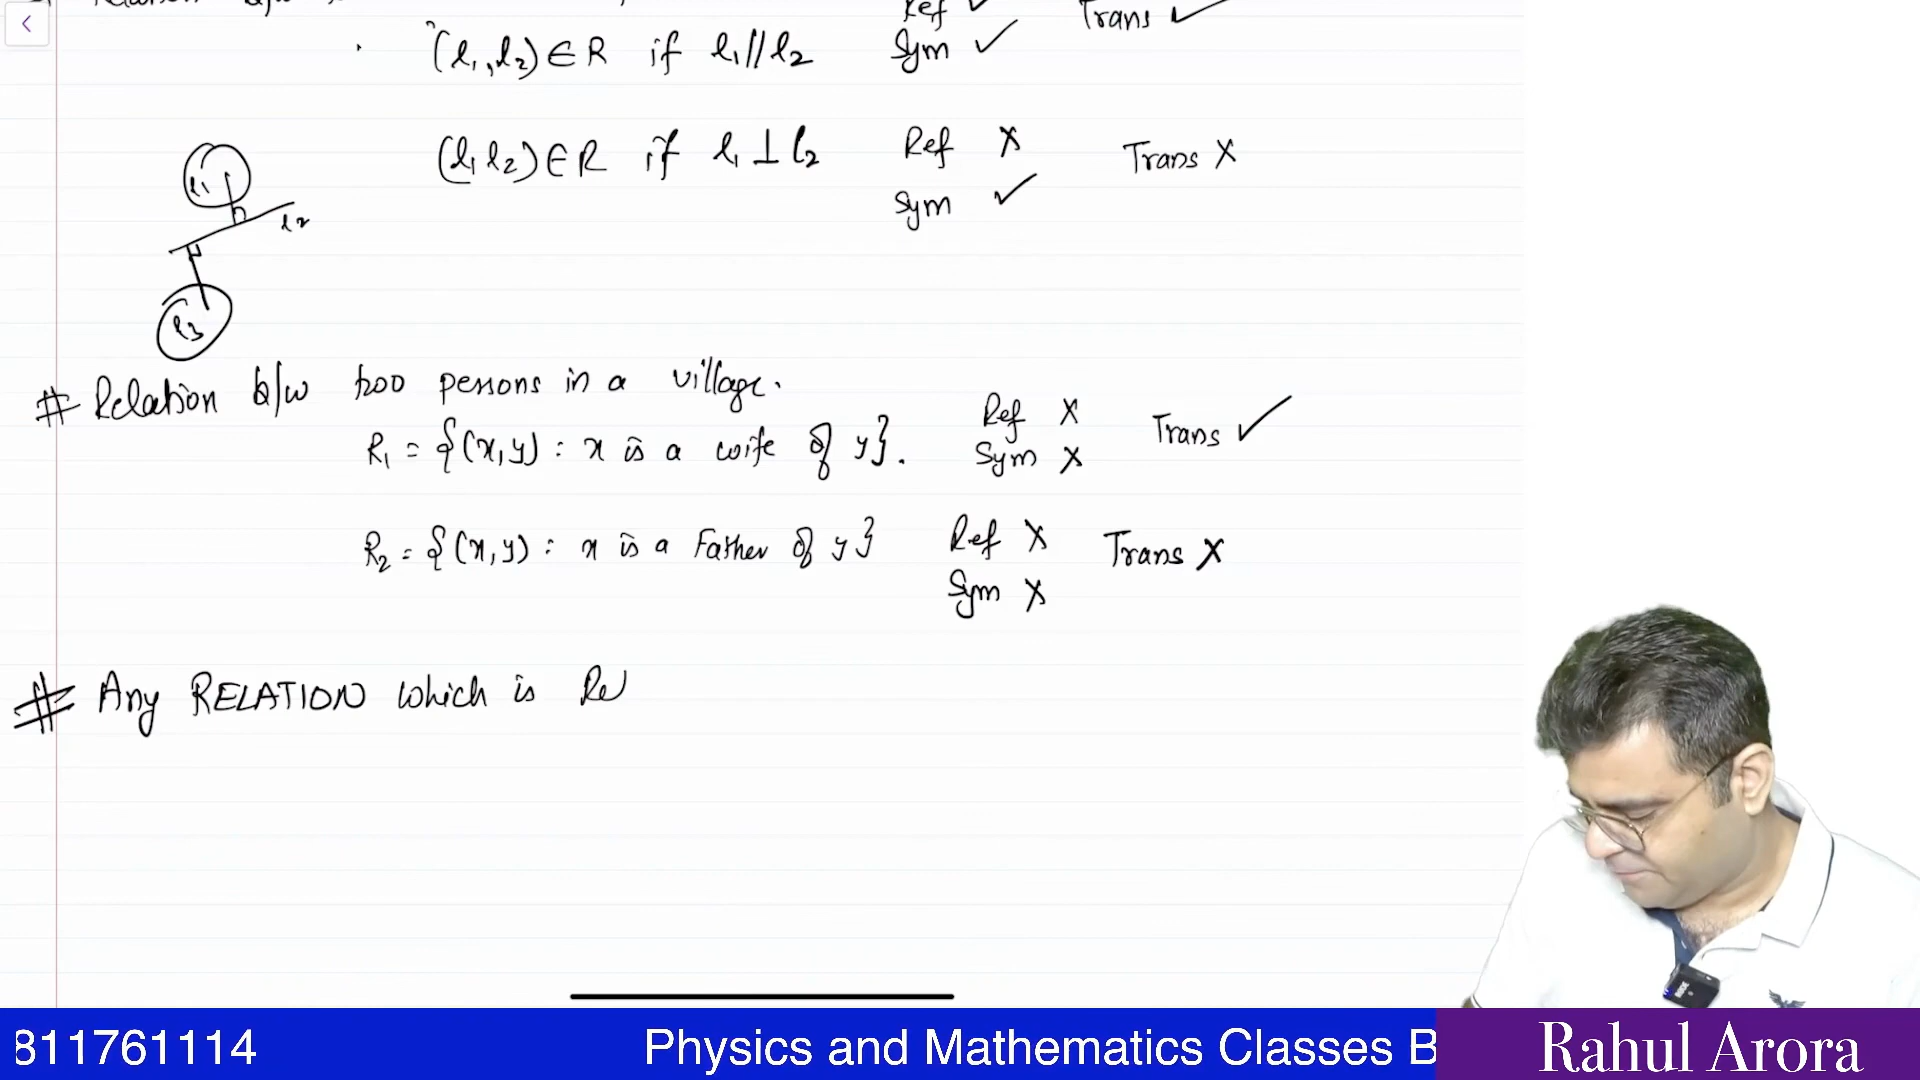 Relation b/w
Ref ✓ Trans ✓
(l₁, l₂) ∈ R if l₁ // l₂ Sym ✓
(l₁ l₂) ∈ R if l₁ ⊥ l₂ Ref X Trans X
Sym ✓
l₁
l₂
l₃
# Relation b/w two persons in a village.
R₁ = {(x,y) : x is a wife of y}. Ref X Trans ✓
Sym X
R₂ = {(x,y) : x is a Father of y} Ref X Trans X
Sym X
# Any RELATION which is Re
811761114 Physics and Mathematics Classes B Rahul Arora